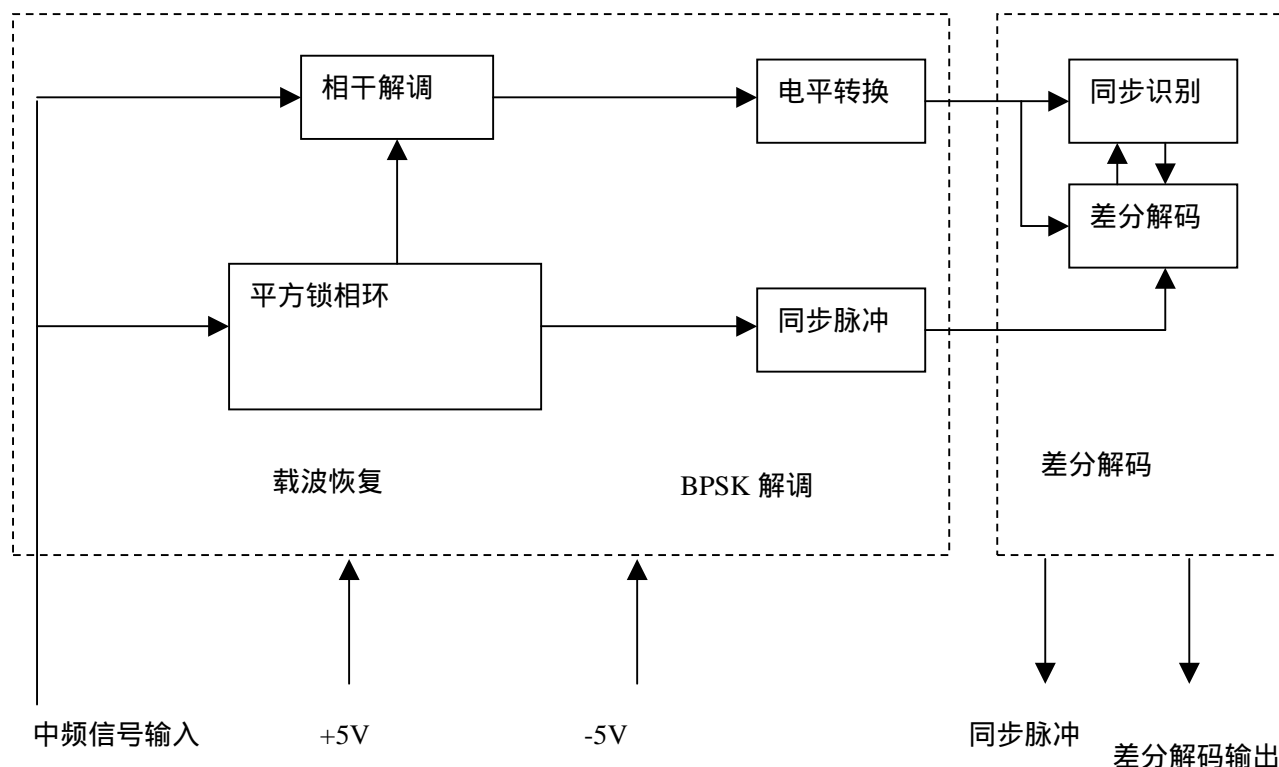 相干解调
电平转换
同步识别
差分解码
平方锁相环
同步脉冲
载波恢复
BPSK 解调
差分解码
中频信号输入
+5V
-5V
同步脉冲
差分解码输出